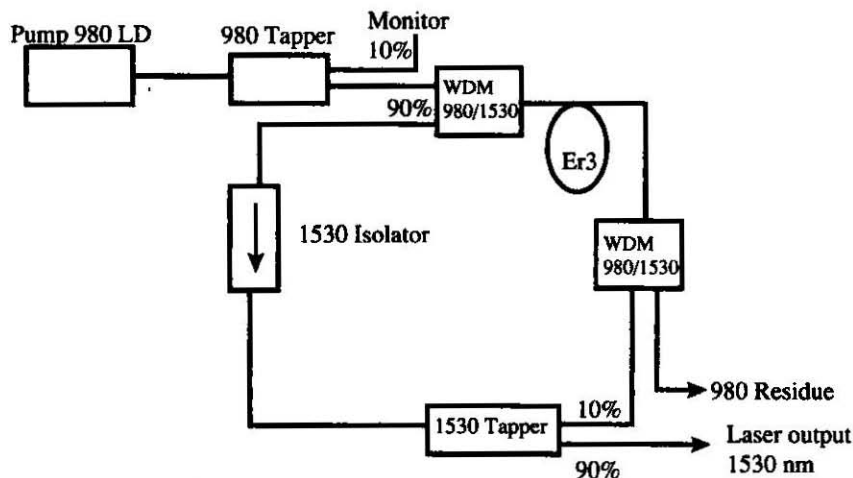 Monitor
Pump 980 LD
980 Tapper
10%
WDM
980/1530
90%
Er3
1530 Isolator
WDM
980/1530
980 Residue
10%
1530 Tapper
Laser output
1530 nm
90%